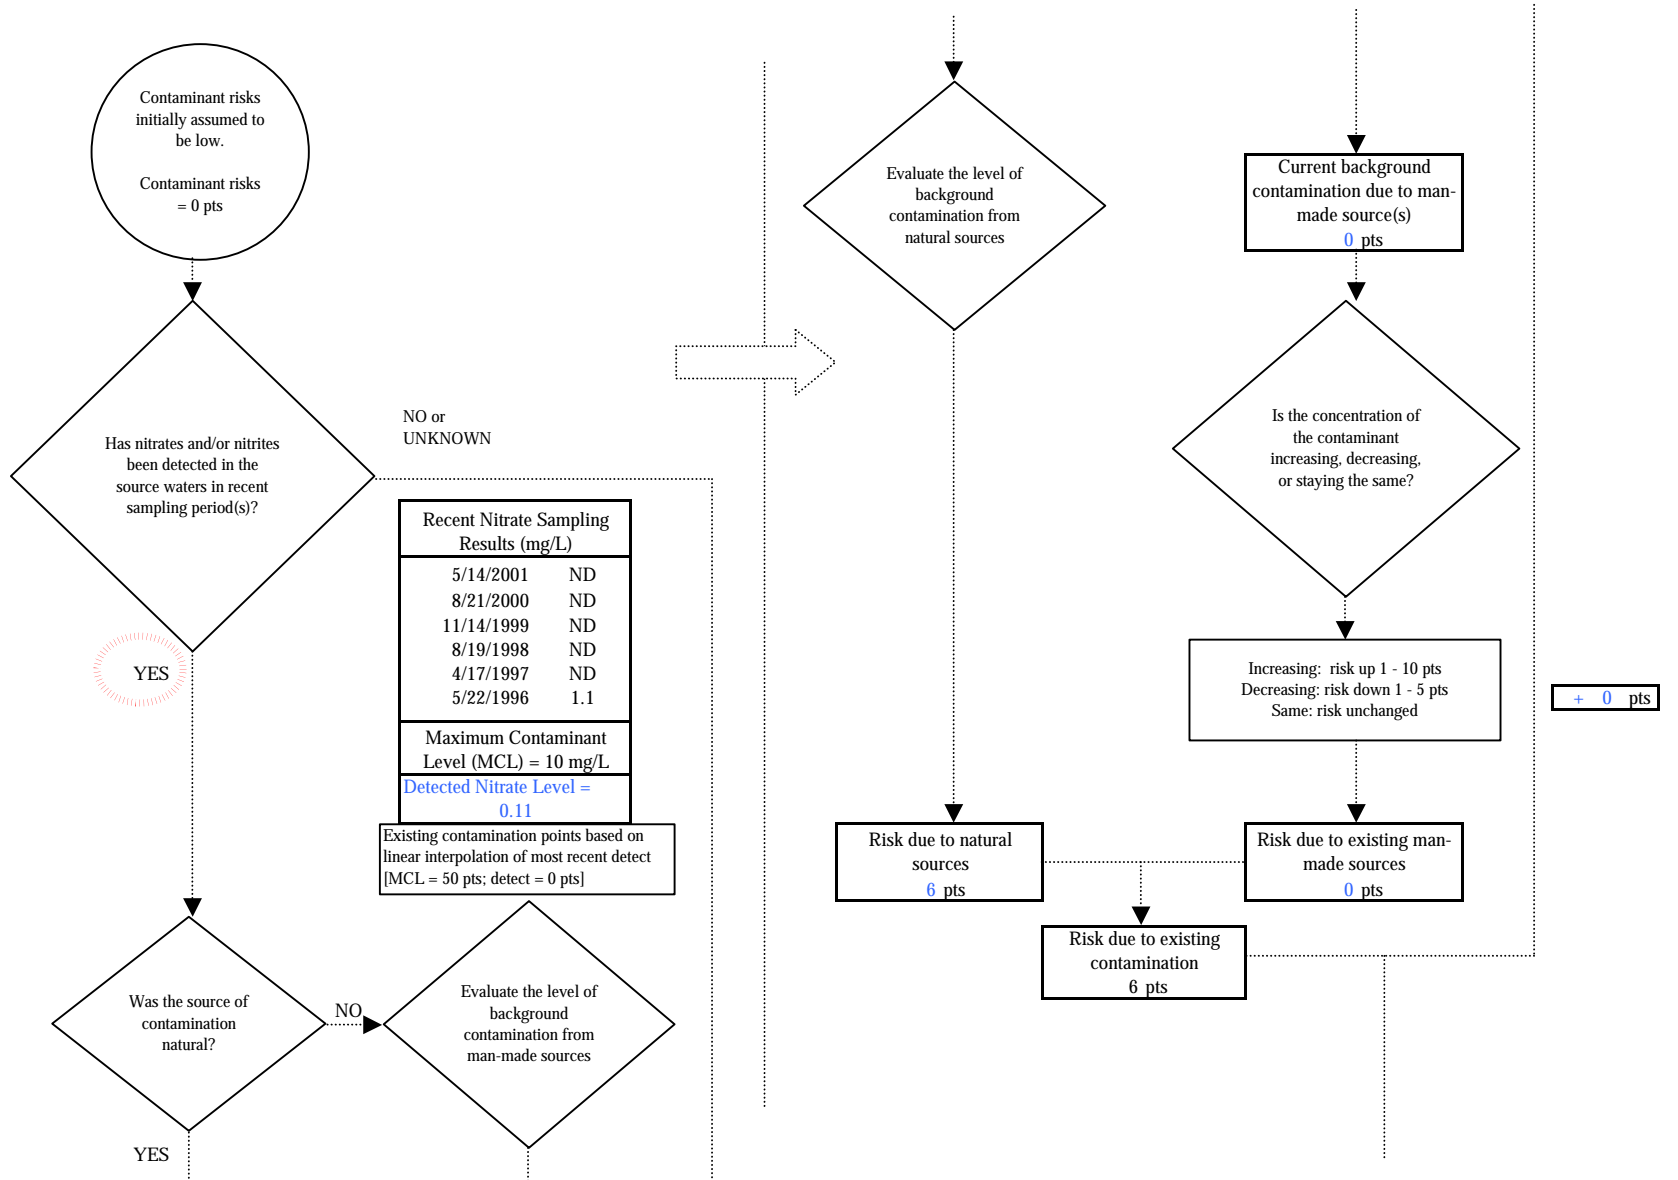 Contaminant risks
initially assumed to
be low.
Contaminant risks
= 0 pts
Has nitrates and/or nitrites
been detected in the
source waters in recent
sampling period(s)?
NO or
UNKNOWN
YES
Recent Nitrate Sampling
Results (mg/L)
5/14/2001 ND
8/21/2000 ND
11/14/1999 ND
8/19/1998 ND
4/17/1997 ND
5/22/1996 1.1
Maximum Contaminant
Level (MCL) = 10 mg/L
Detected Nitrate Level =
0.11
Existing contamination points based on
linear interpolation of most recent detect
[MCL = 50 pts; detect = 0 pts]
Was the source of
contamination
natural?
NO
YES
Evaluate the level of
background
contamination from
man-made sources
Evaluate the level of
background
contamination from
natural sources
Risk due to natural
sources
6 pts
Current background
contamination due to man-
made source(s)
0 pts
Is the concentration of
the contaminant
increasing, decreasing,
or staying the same?
Increasing: risk up 1 - 10 pts
Decreasing: risk down 1 - 5 pts
Same: risk unchanged
+ 0 pts
Risk due to existing man-
made sources
0 pts
Risk due to existing
contamination
6 pts